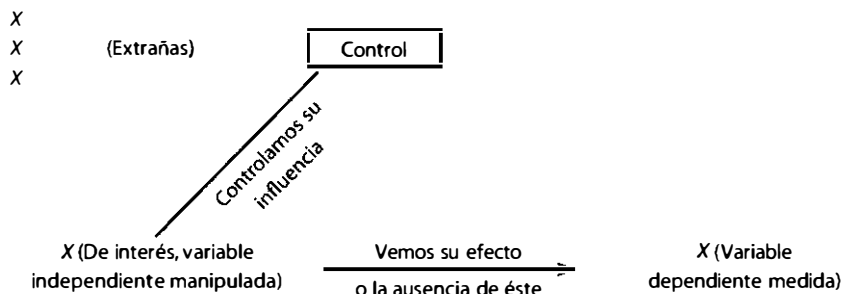 X
X (Extrañas) Control
X
Controlamos su
influencia
X (De interés, variable
independiente manipulada)
Vemos su efecto
o la ausencia de éste
X (Variable
dependiente medida)